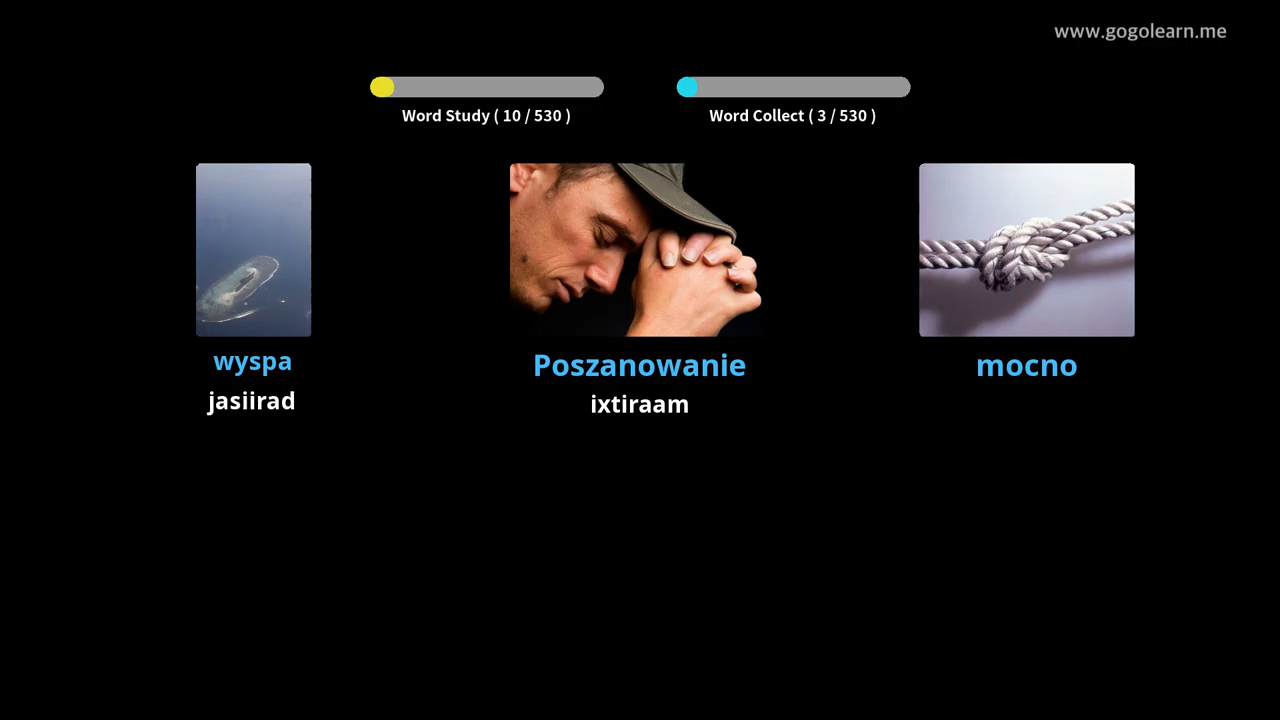 www.gogolearn.me
Word Study ( 10 / 530 )
Word Collect ( 3 / 530 )
wyspa
jasiirad
Poszanowanie
ixtiraam
mocno